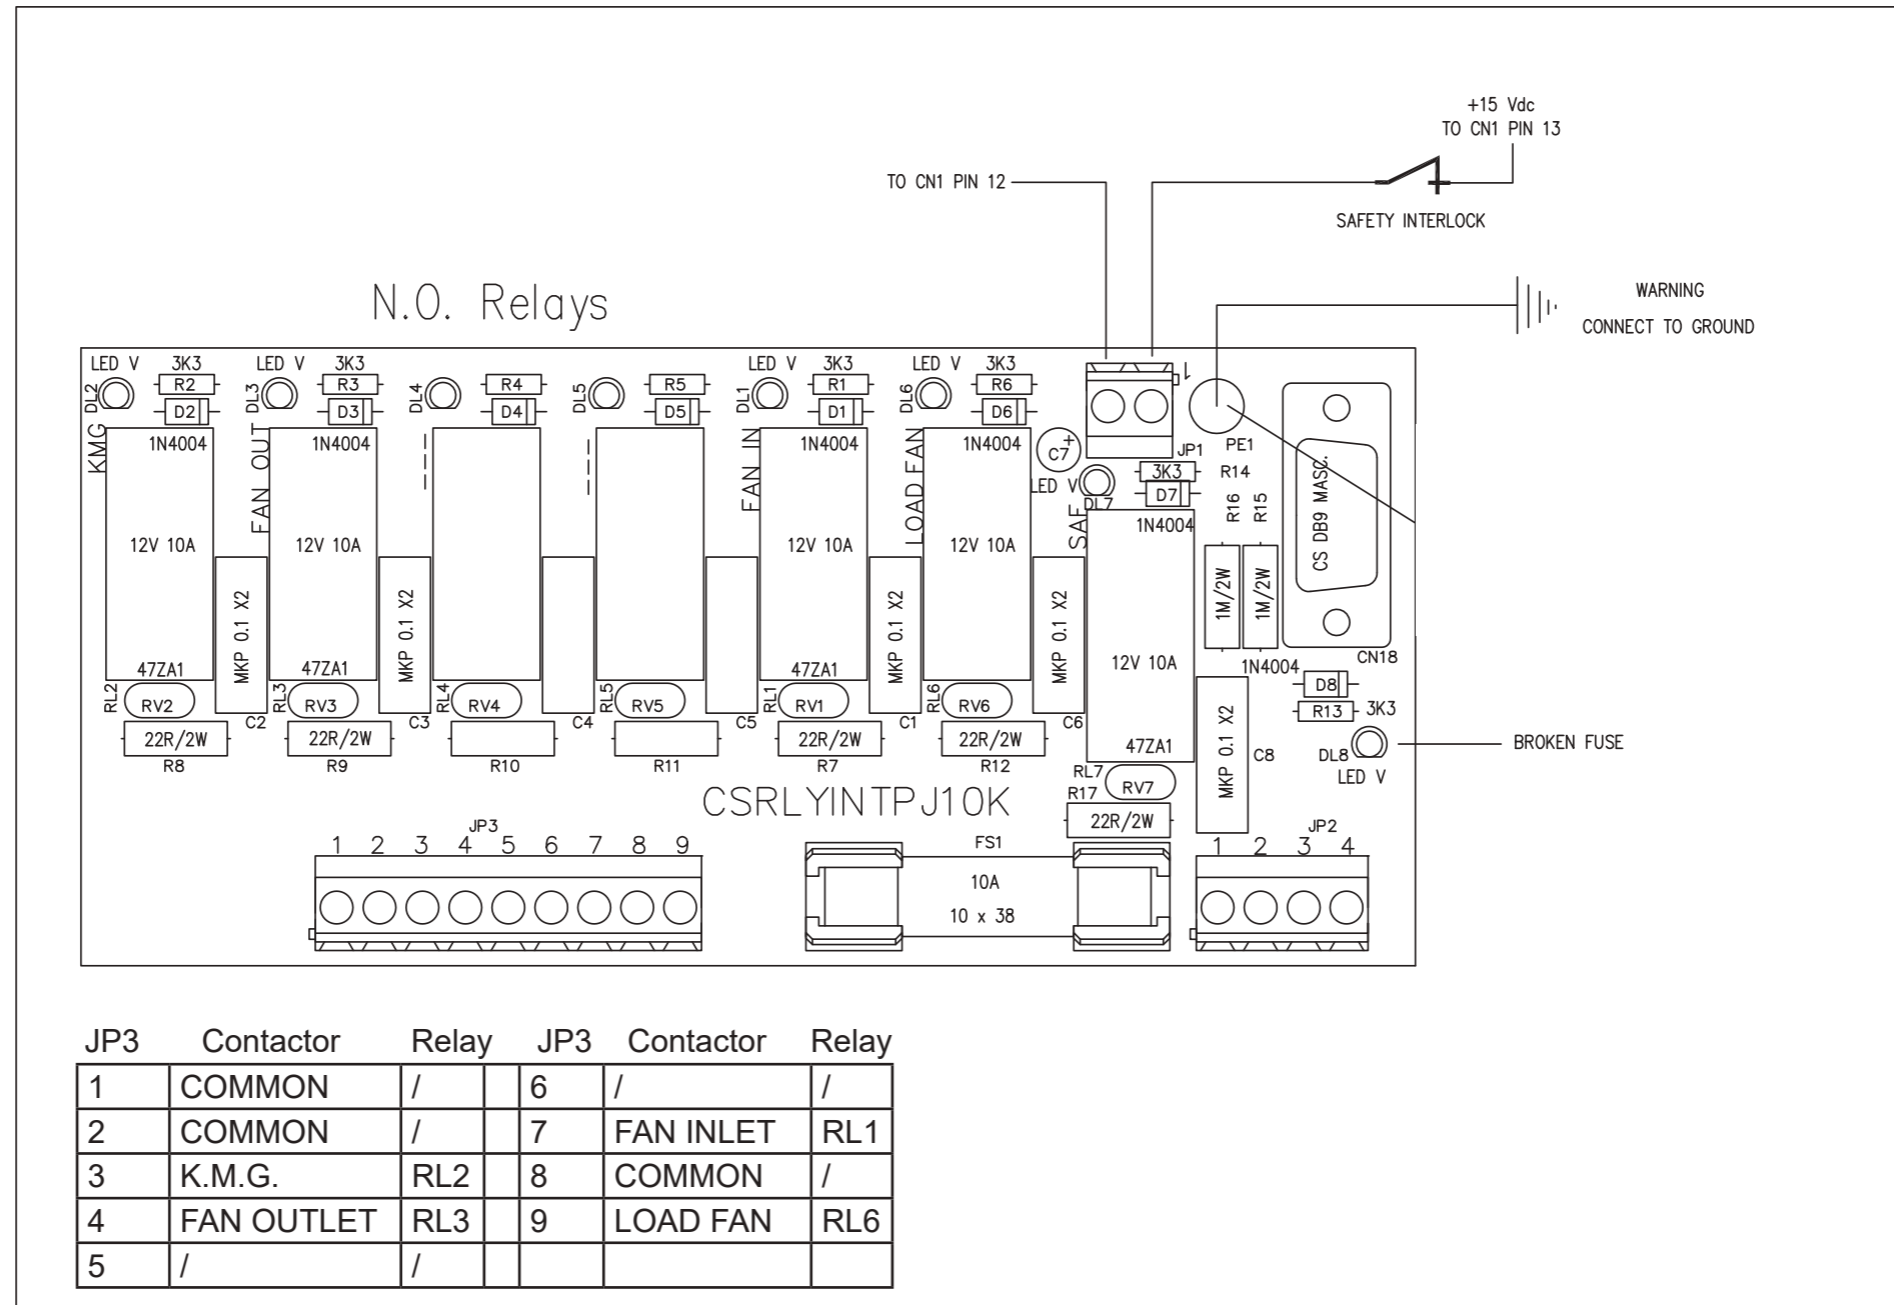 +15 Vdc
TO CN1 PIN 13
TO CN1 PIN 12
SAFETY INTERLOCK
WARNING
CONNECT TO GROUND
N.O. Relays
LED V 3K3 LED V 3K3 LED V 3K3 LED V 3K3
DL2 R2 DL3 R3 DL4 R4 DL5 R5 DL1 R1 DL6 R6
D2 D3 D4 D5 D1 D6
KMG 1N4004 FAN OUT 1N4004 FAN IN 1N4004 LOAD FAN 1N4004
C7 +
JP1 1
PE1
3K3 R14
LED V DL7 D7
SAF 1N4004
R16 R15
CS DB9 MASC.
12V 10A 12V 10A 12V 10A 12V 10A
1M/2W 1M/2W
MKP 0.1 X2 MKP 0.1 X2 MKP 0.1 X2 MKP 0.1 X2
12V 10A
CN18
47ZA1 47ZA1 47ZA1
1N4004
D8
RL2 RV2 RL3 RV3 RL4 RV4 RL5 RV5 RL1 RV1 RL6 RV6
R13 3K3
C2 C3 C4 C5 C1 C6
22R/2W 22R/2W 22R/2W 22R/2W
47ZA1
MKP 0.1 X2 C8
DL8
LED V
BROKEN FUSE
R8 R9 R10 R11 R7 R12
RL7 RV7
R17
22R/2W
CSRLYINTPJ10K
JP3
1 2 3 4 5 6 7 8 9
FS1
10A
10 x 38
JP2
1 2 3 4
JP3 Contactor Relay JP3 Contactor Relay
1 COMMON / 6 / /
2 COMMON / 7 FAN INLET RL1
3 K.M.G. RL2 8 COMMON /
4 FAN OUTLET RL3 9 LOAD FAN RL6
5 / /